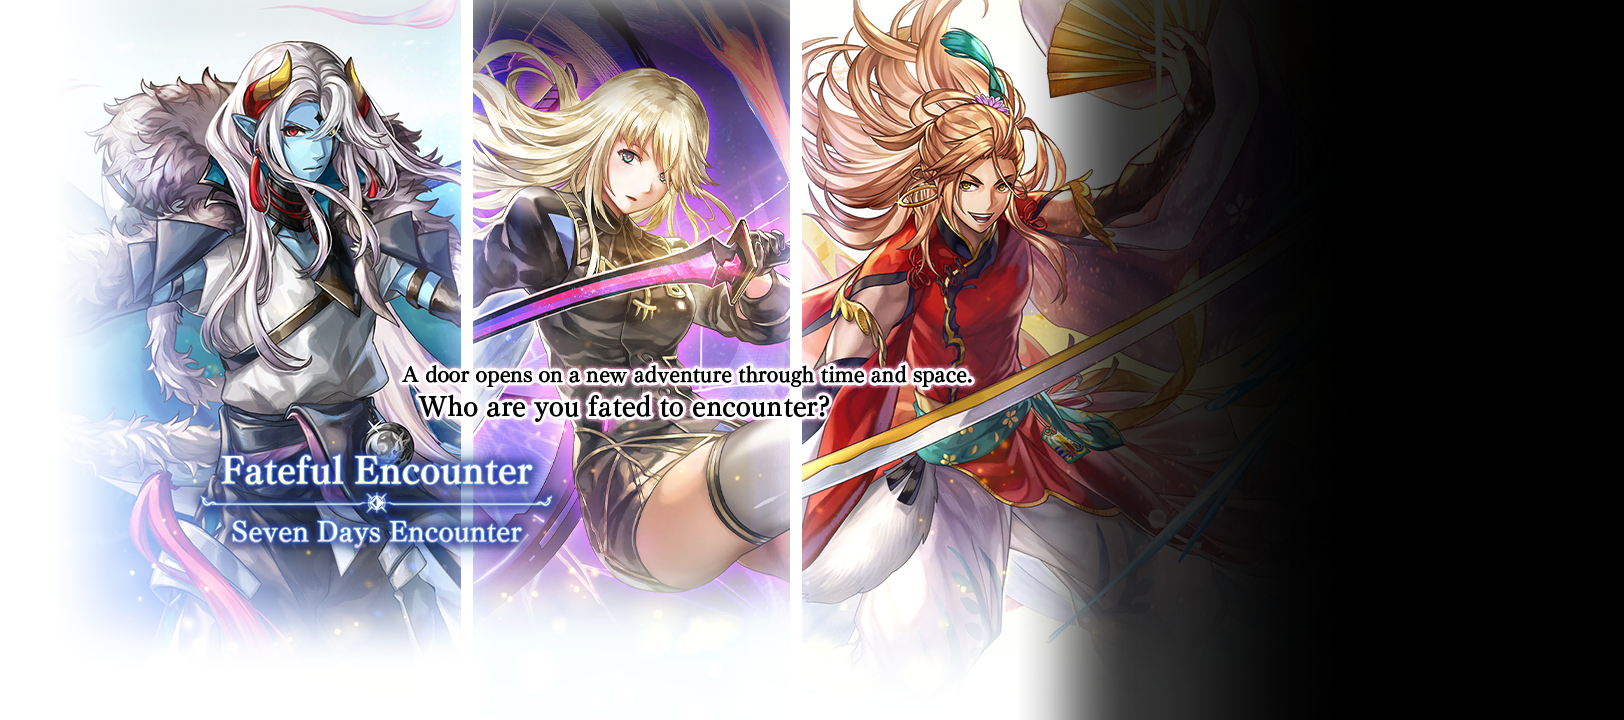 A door opens on a new adventure through time and space.
Who are you fated to encounter?
Fateful Encounter
Seven Days Encounter